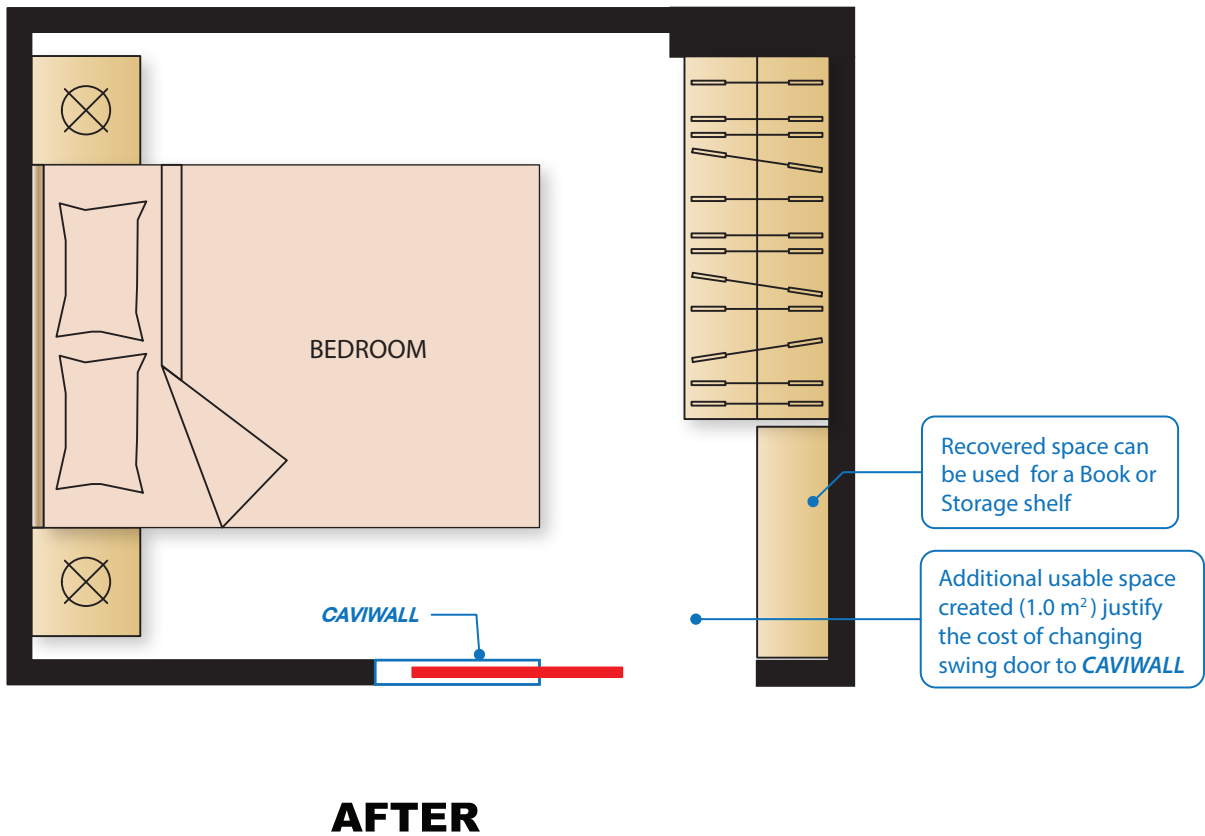 BEDROOM
Recovered space can
be used for a Book or
Storage shelf
CAVIWALL
Additional usable space
created (1.0 m²) justify
the cost of changing
swing door to CAVIWALL
AFTER